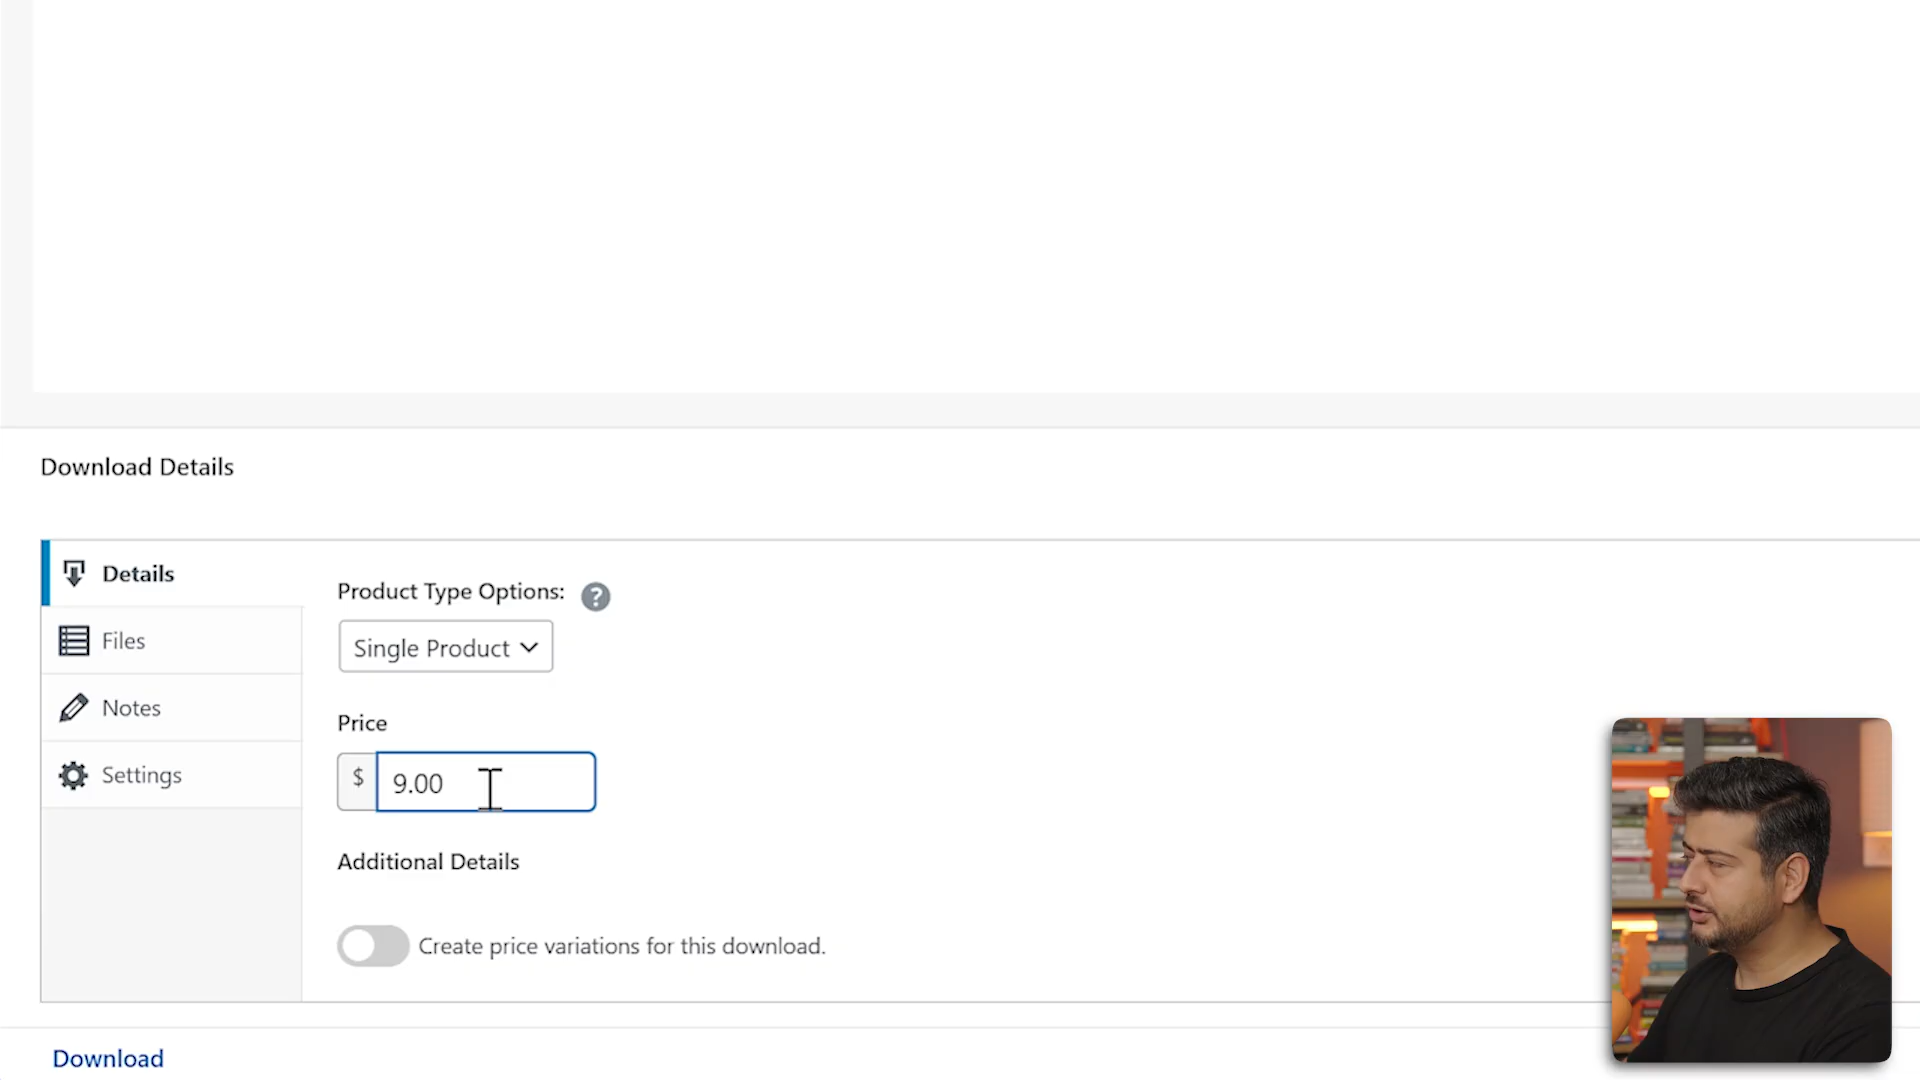 Download Details
Details
Product Type Options: ?
Files
Single Product
Notes
Price
Settings
$ 9.00
Additional Details
Create price variations for this download.
Download